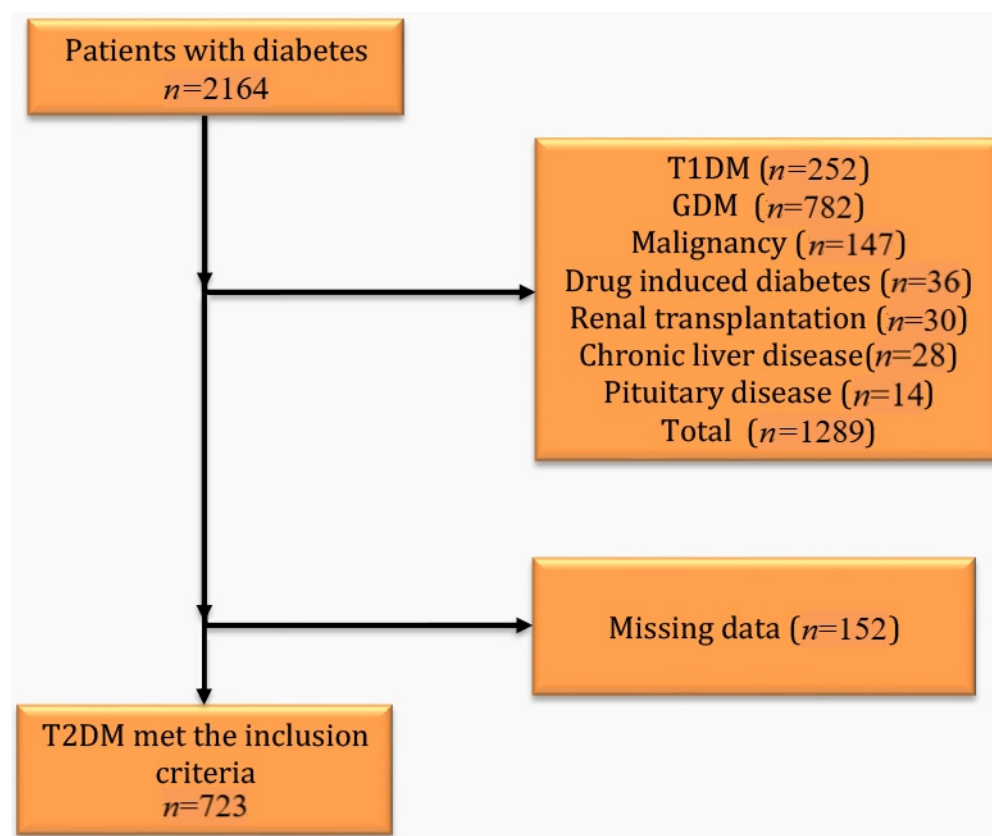 Patients with diabetes
n=2164
T1DM (n=252)
GDM (n=782)
Malignancy (n=147)
Drug induced diabetes (n=36)
Renal transplantation (n=30)
Chronic liver disease(n=28)
Pituitary disease (n=14)
Total (n=1289)
Missing data (n=152)
T2DM met the inclusion
criteria
n=723